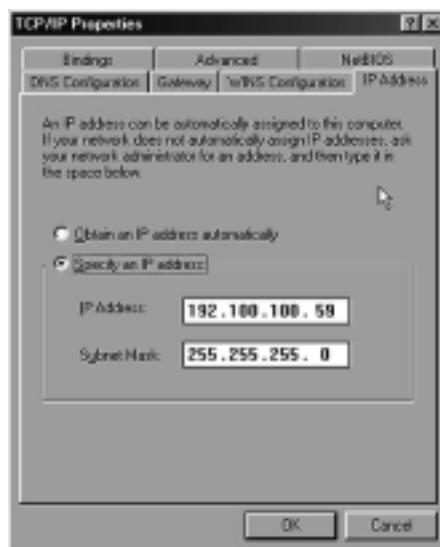 TCP/IP Properties
Bindings Advanced NetBIOS
DNS Configuration Gateway WINS Configuration IP Address
An IP address can be automatically assigned to this computer.
If your network does not automatically assign IP addresses, ask
your network administrator for an address, and then type it in
the space below.
Obtain an IP address automatically
Specify an IP address:
IP Address: 192.100.100. 59
Subnet Mask: 255.255.255. 0
OK Cancel